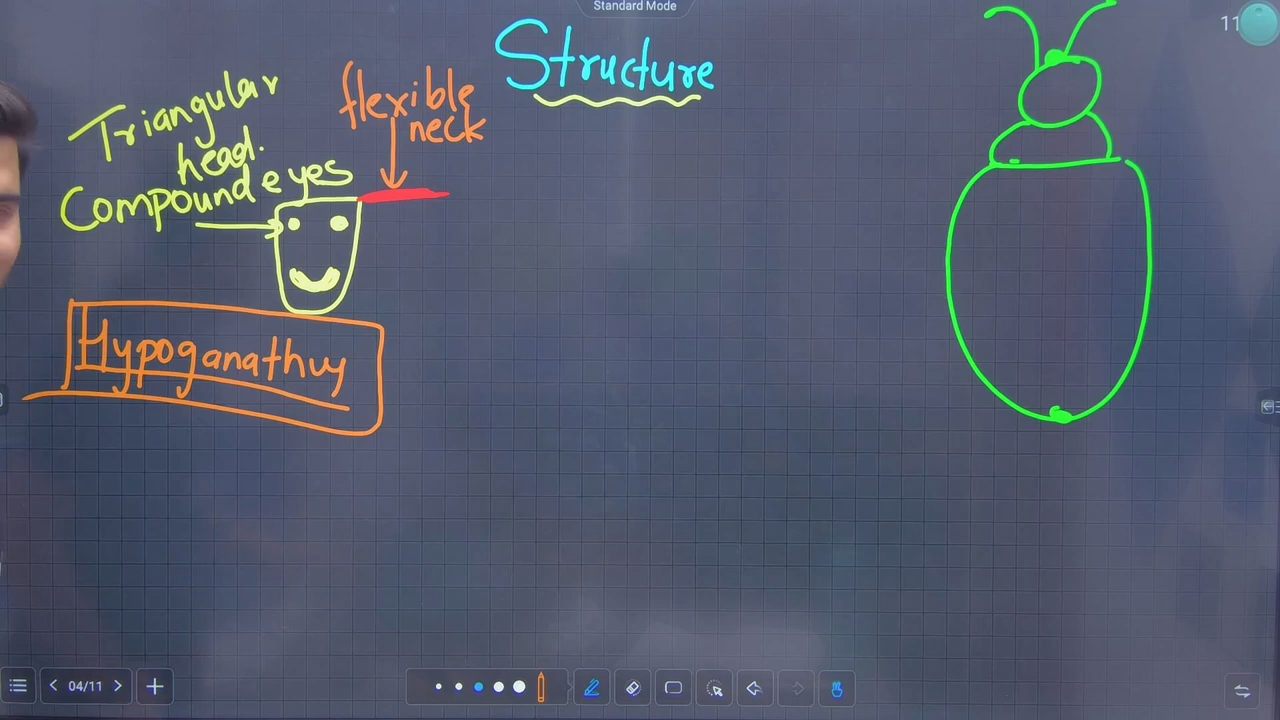 Standard Mode
11
Structure
Triangular
head.
flexible
neck
Compound eyes
Hypoganathuy
04/11